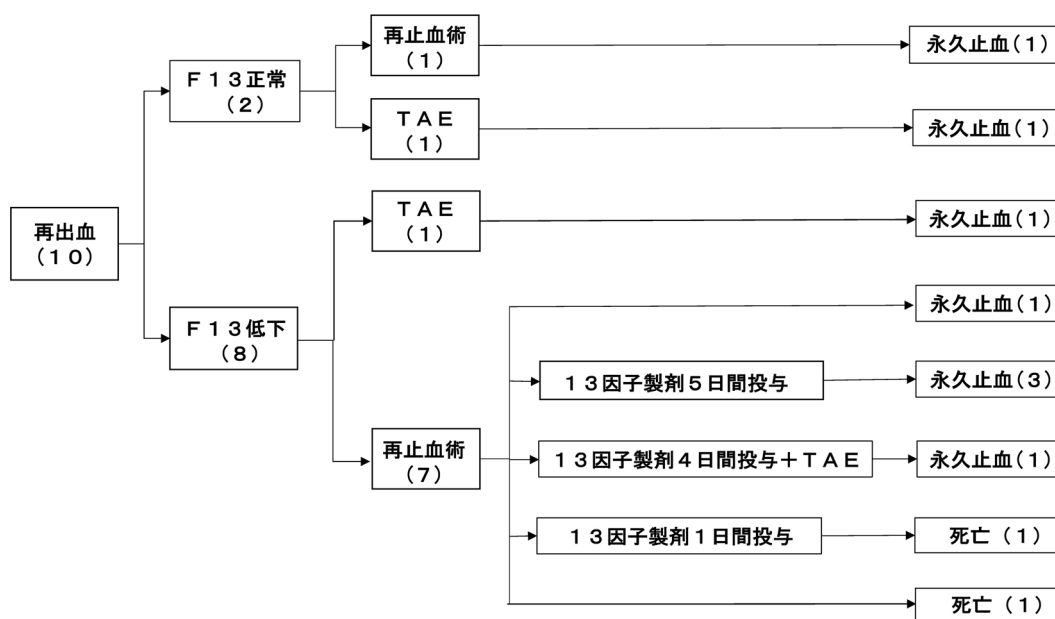 再出血
(10)
F13正常
(2)
再止血術
(1)
永久止血(1)
TAE
(1)
永久止血(1)
F13低下
(8)
TAE
(1)
永久止血(1)
再止血術
(7)
永久止血(1)
13因子製剤5日間投与
永久止血(3)
13因子製剤4日間投与+TAE
永久止血(1)
13因子製剤1日間投与
死亡(1)
死亡(1)